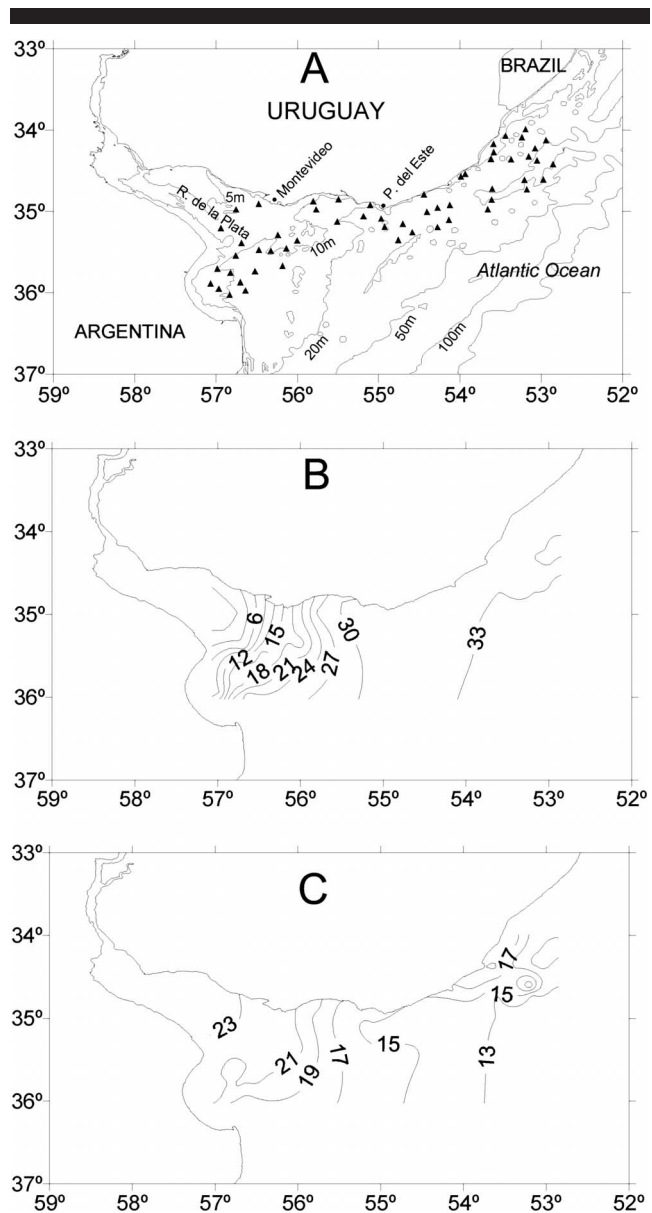 A
BRAZIL
URUGUAY
33º
34º
35º
36º
37º
Montevideo
P. del Este
5m
R. de la Plata
10m
Atlantic Ocean
ARGENTINA
20m
50m
100m
59º 58º 57º 56º 55º 54º 53º 52º
B
33º
34º
35º
36º
37º
6
15
30
33
12
18
21
24
27
59º 58º 57º 56º 55º 54º 53º 52º
C
33º
34º
35º
36º
37º
17
15
23
15
21
17
13
19
59º 58º 57º 56º 55º 54º 53º 52º